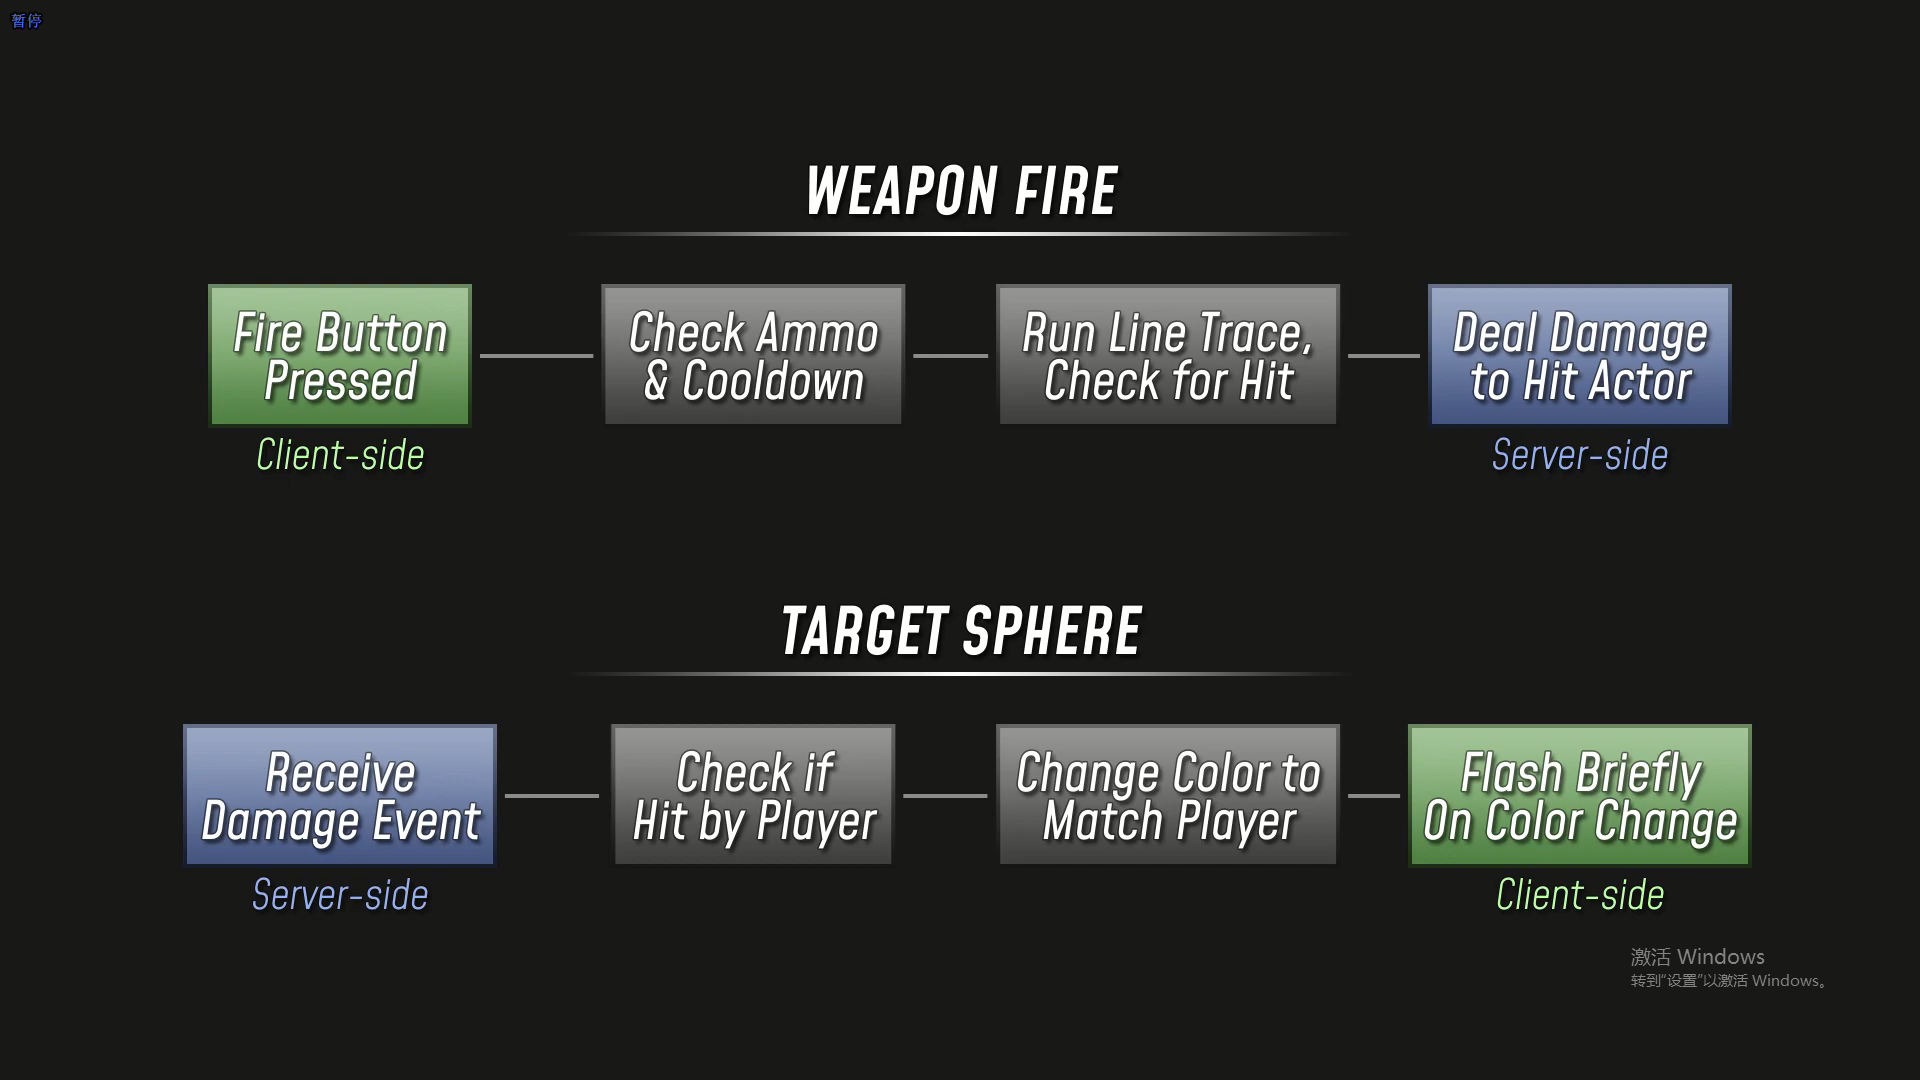 暂停
WEAPON FIRE
Fire Button
Pressed
Check Ammo
& Cooldown
Run Line Trace,
Check for Hit
Deal Damage
to Hit Actor
Client-side
Server-side
TARGET SPHERE
Receive
Damage Event
Check if
Hit by Player
Change Color to
Match Player
Flash Briefly
On Color Change
Server-side
Client-side
激活 Windows
转到“设置”以激活 Windows。